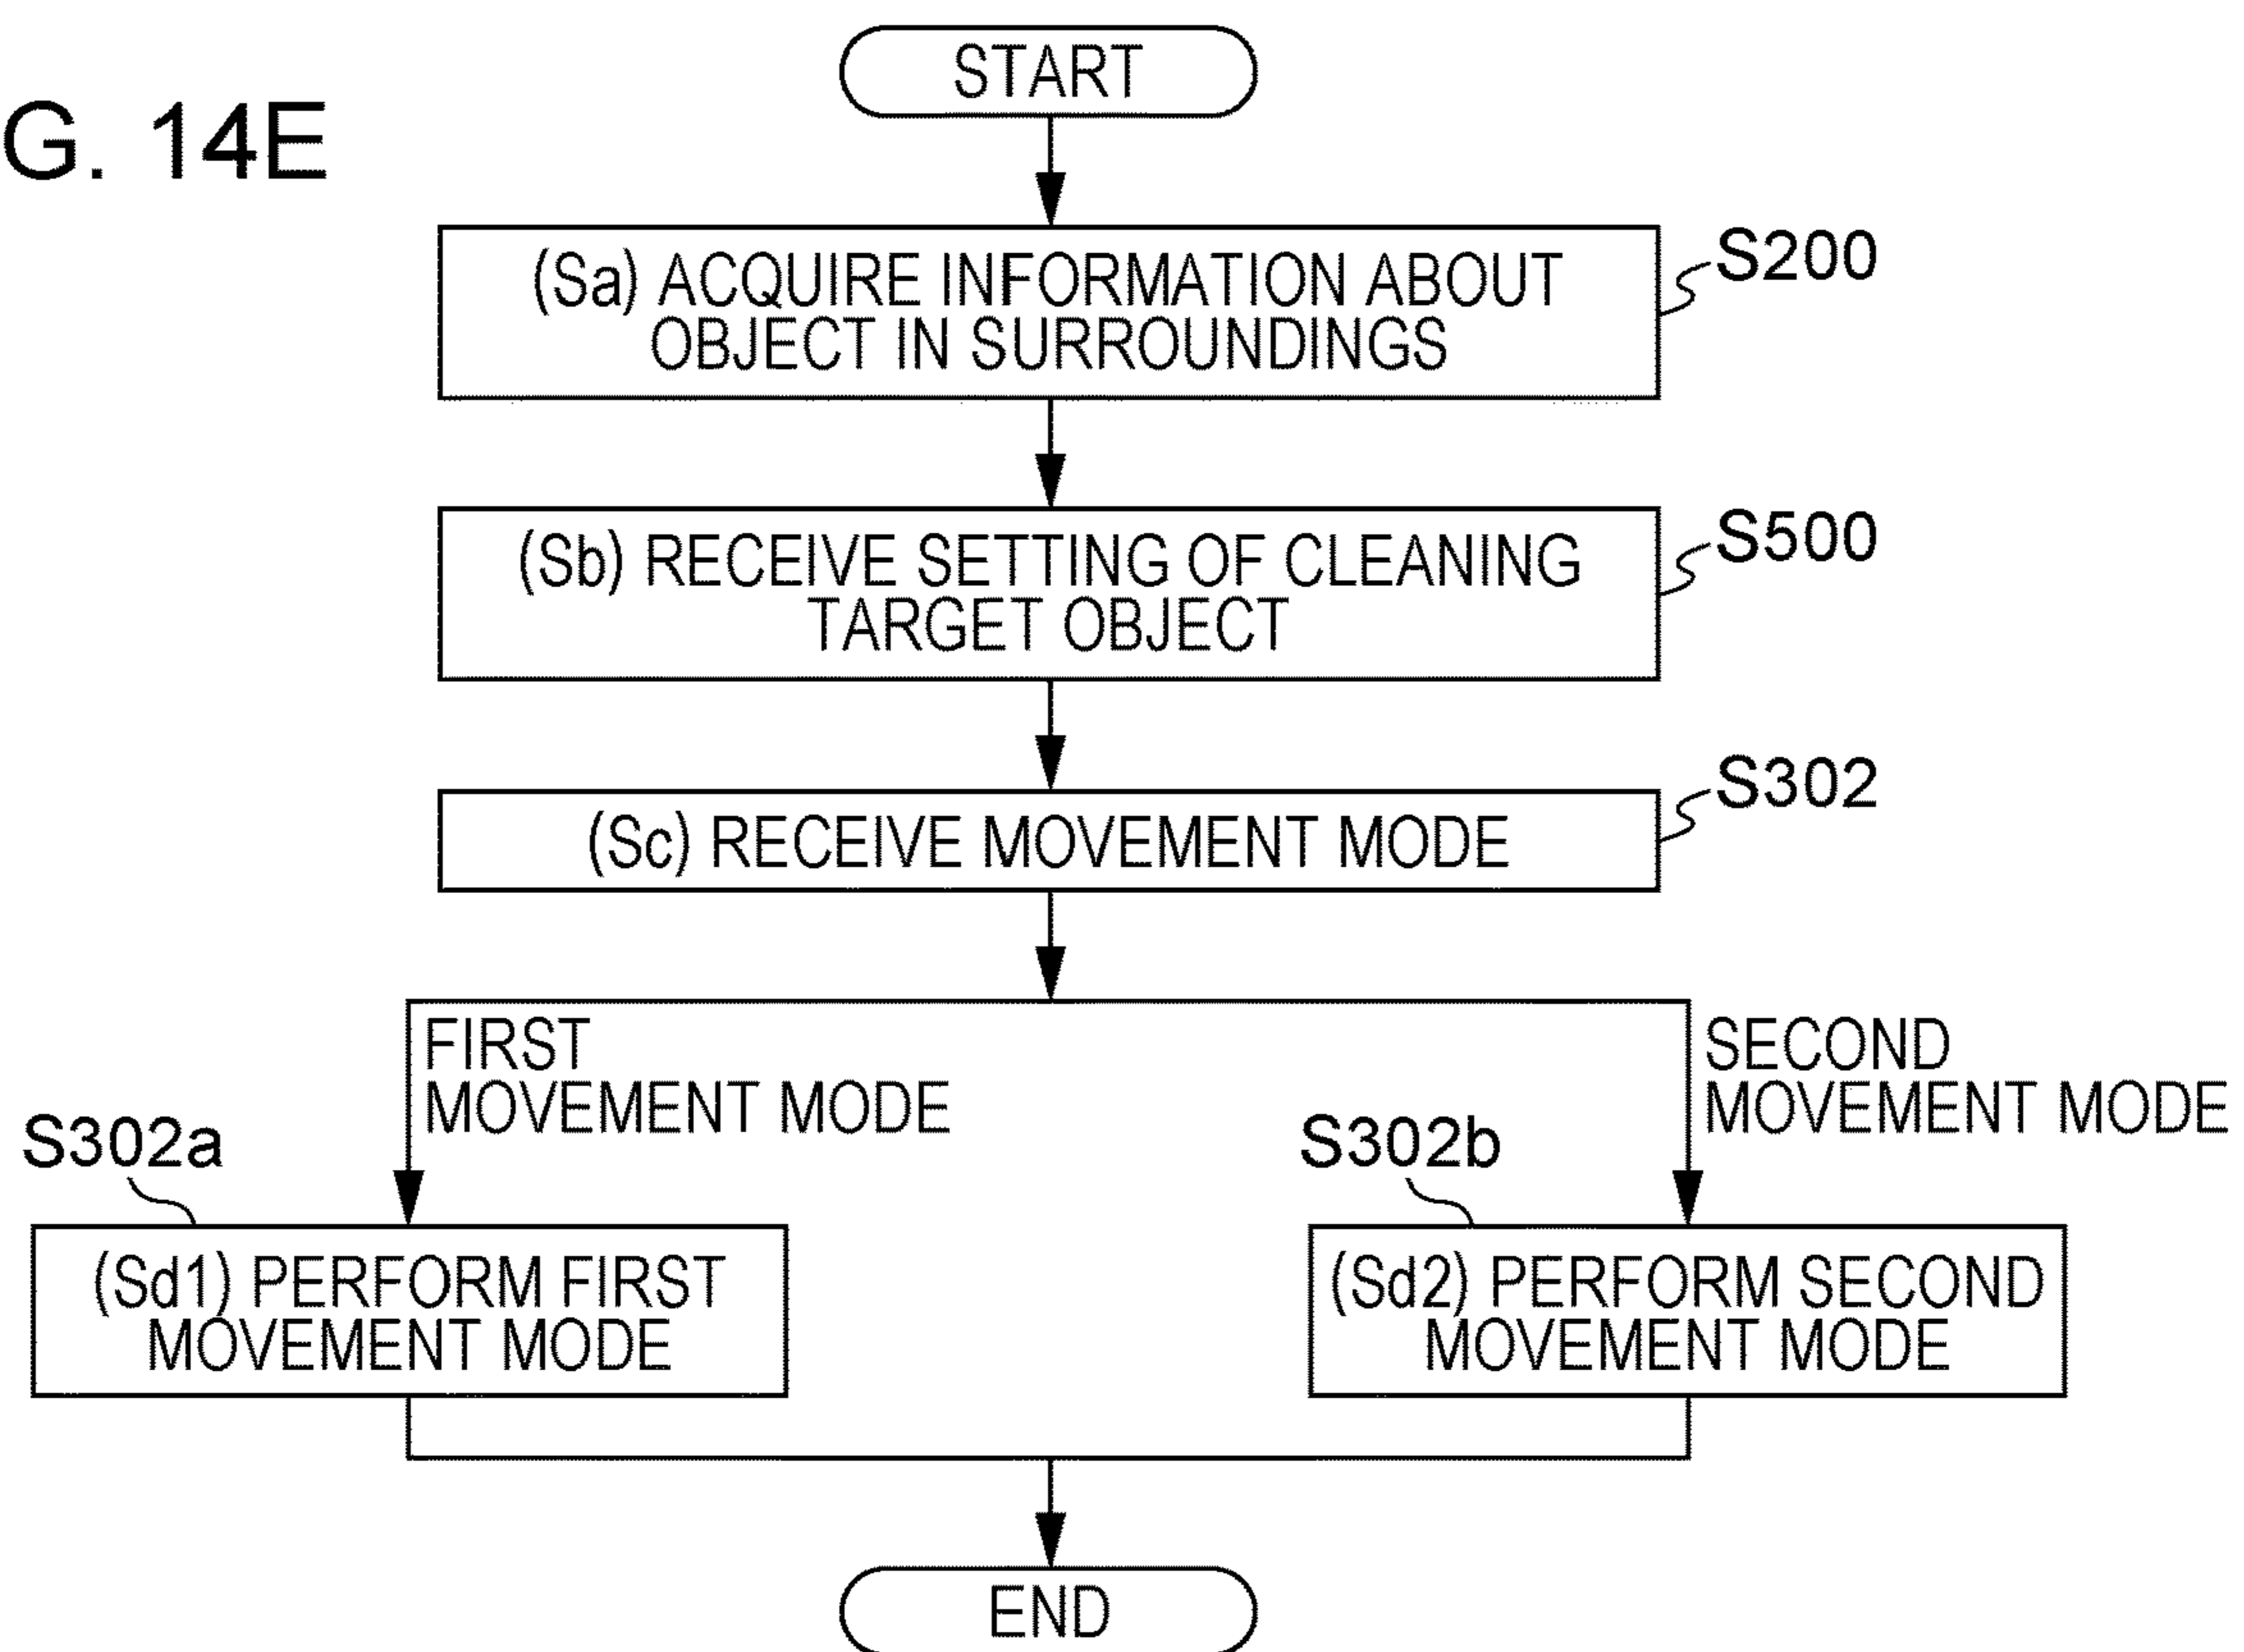 G. 14E
START
(Sa) ACQUIRE INFORMATION ABOUT
OBJECT IN SURROUNDINGS
S200
(Sb) RECEIVE SETTING OF CLEANING
TARGET OBJECT
S500
(Sc) RECEIVE MOVEMENT MODE
S302
FIRST
MOVEMENT MODE
SECOND
MOVEMENT MODE
S302a
S302b
(Sd1) PERFORM FIRST
MOVEMENT MODE
(Sd2) PERFORM SECOND
MOVEMENT MODE
END